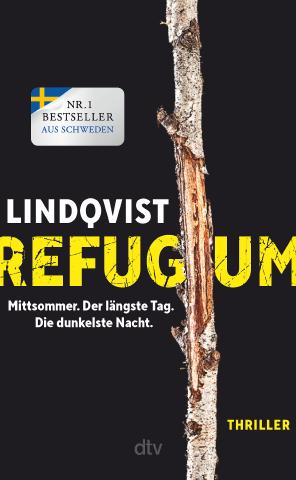 NR.1
BESTSELLER
AUS SCHWEDEN
LINDQVIST
REFUGIUM
Mittsommer. Der längste Tag.
Die dunkelste Nacht.
THRILLER
dtv